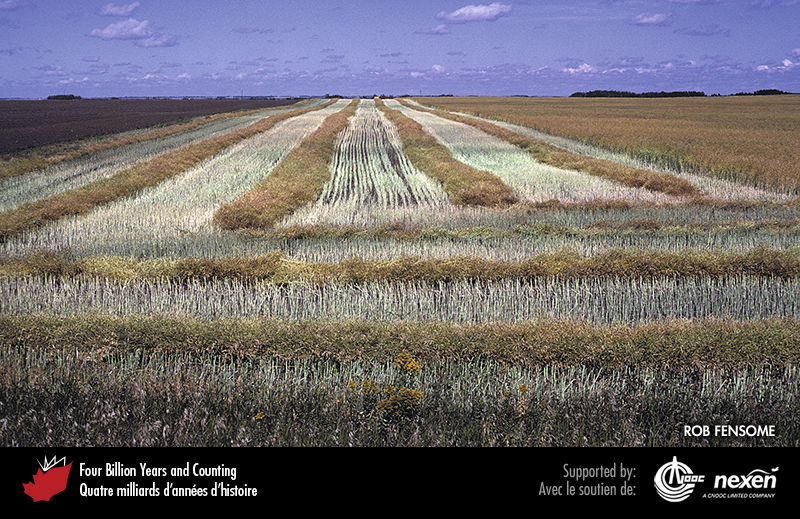 ROB FENSOME
Four Billion Years and Counting
Quatre milliards d'années d'histoire
Supported by:
Avec le soutien de:
CNOOC
nexen
A CNOOC LIMITED COMPANY